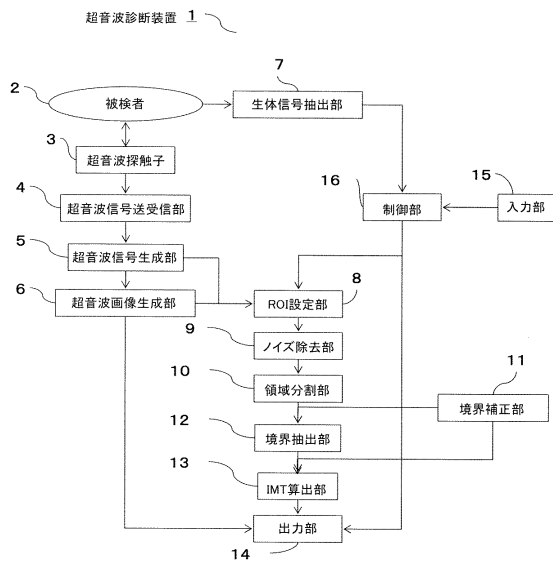 超音波診断装置 1
7
2 被検者 生体信号抽出部
3
超音波探触子
4 16 15
超音波信号送受信部 制御部 入力部
5
超音波信号生成部
6 超音波画像生成部 ROI設定部 8
9 ノイズ除去部
10 11
領域分割部
境界補正部
12
境界抽出部
13
IMT算出部
出力部
14